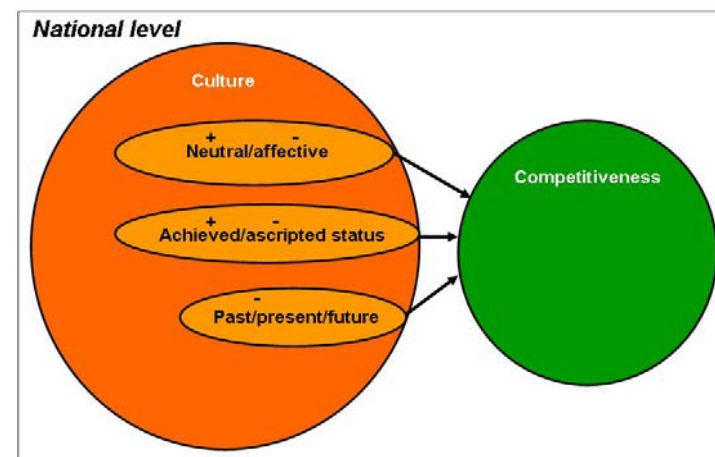 National level
Culture
+ -
Neutral/affective
Competitiveness
+ -
Achieved/ascripted status
-
Past/present/future